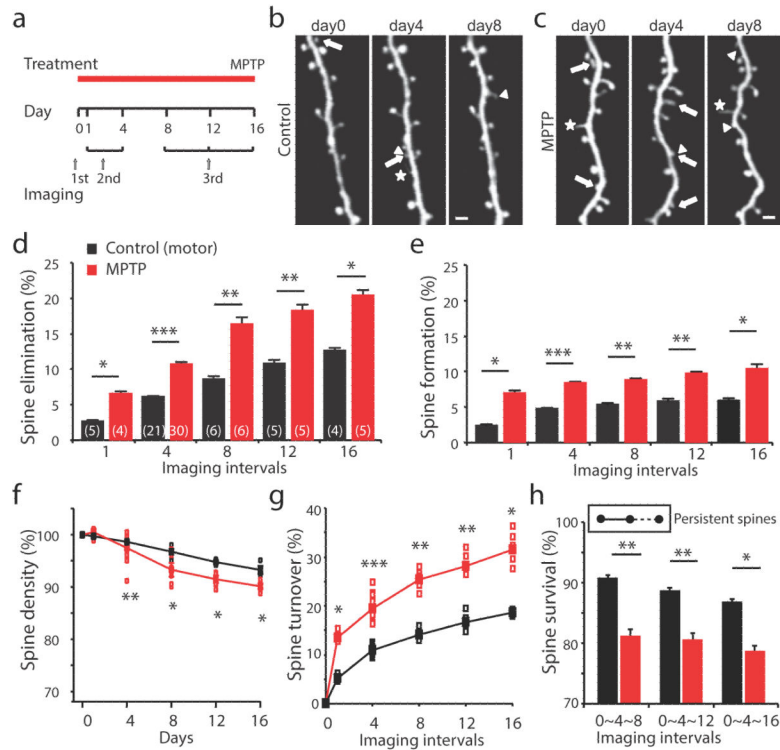 a
Treatment MPTP
Day
0 1 4 8 12 16
1st 2nd 3rd
Imaging
b
day0 day4 day8
Control
c
day0 day4 day8
MPTP
d
Control (motor)
MPTP
Spine elimination (%)
25
20
15
10
5
0
* *** ** ** *
(5) (4) (21) (30) (6) (6) (5) (5) (4) (5)
1 4 8 12 16
Imaging intervals
e
Spine formation (%)
25
20
15
10
5
0
* *** ** ** *
1 4 8 12 16
Imaging intervals
f
Spine density (%)
100
90
80
70
** * * *
0 4 8 12 16
Days
g
Spine turnover (%)
40
30
20
10
0
* *** ** ** *
0 4 8 12 16
Imaging intervals
h
Persistent spines
Spine survival (%)
90
90
80
70
** ** *
0~4~8 0~4~12 0~4~16
Imaging intervals